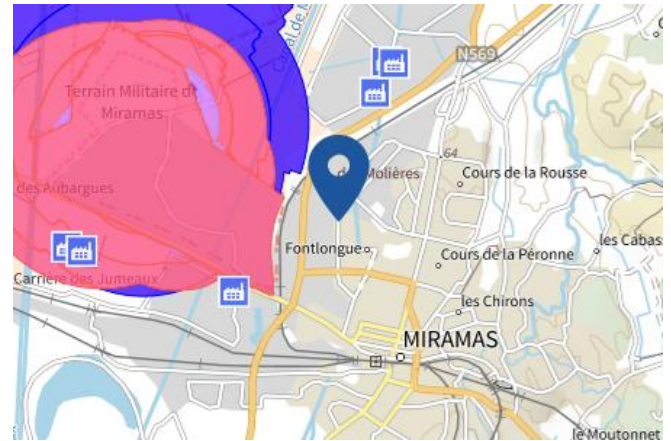 N569
Terrain Militaire de
Miramas
64
Molières
Cours de la Rousse
des Aubargues
Fontlongue
Cours de la Péronne
les Cabass
Carrière des Jumeaux
les Chirons
MIRAMAS
le Moutonnet